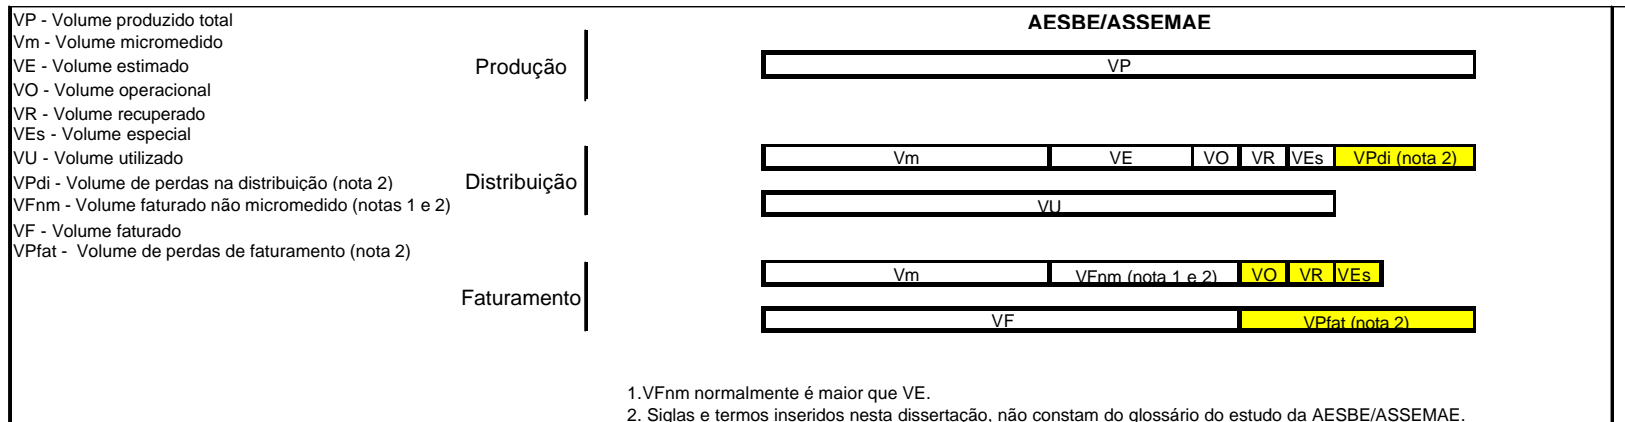 VP - Volume produzido total
Vm - Volume micromedido
VE - Volume estimado
VO - Volume operacional
VR - Volume recuperado
VEs - Volume especial
VU - Volume utilizado
VPdi - Volume de perdas na distribuição (nota 2)
VFnm - Volume faturado não micromedido (notas 1 e 2)
VF - Volume faturado
VPfat - Volume de perdas de faturamento (nota 2)
AESBE/ASSEMAE
Produção
VP
Distribuição
Vm VE VO VR VEs VPdi (nota 2)
VU
Faturamento
Vm VFnm (nota 1 e 2) VO VR VEs
VF VPfat (nota 2)
1.VFnm normalmente é maior que VE.
2. Siglas e termos inseridos nesta dissertação, não constam do glossário do estudo da AESBE/ASSEMAE.